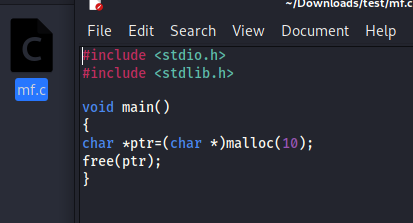 ~/Downloads/test/mf.c
File Edit Search View Document Help
C
mf.c
#include <stdio.h>
#include <stdlib.h>
void main()
{
char *ptr=(char *)malloc(10);
free(ptr);
}